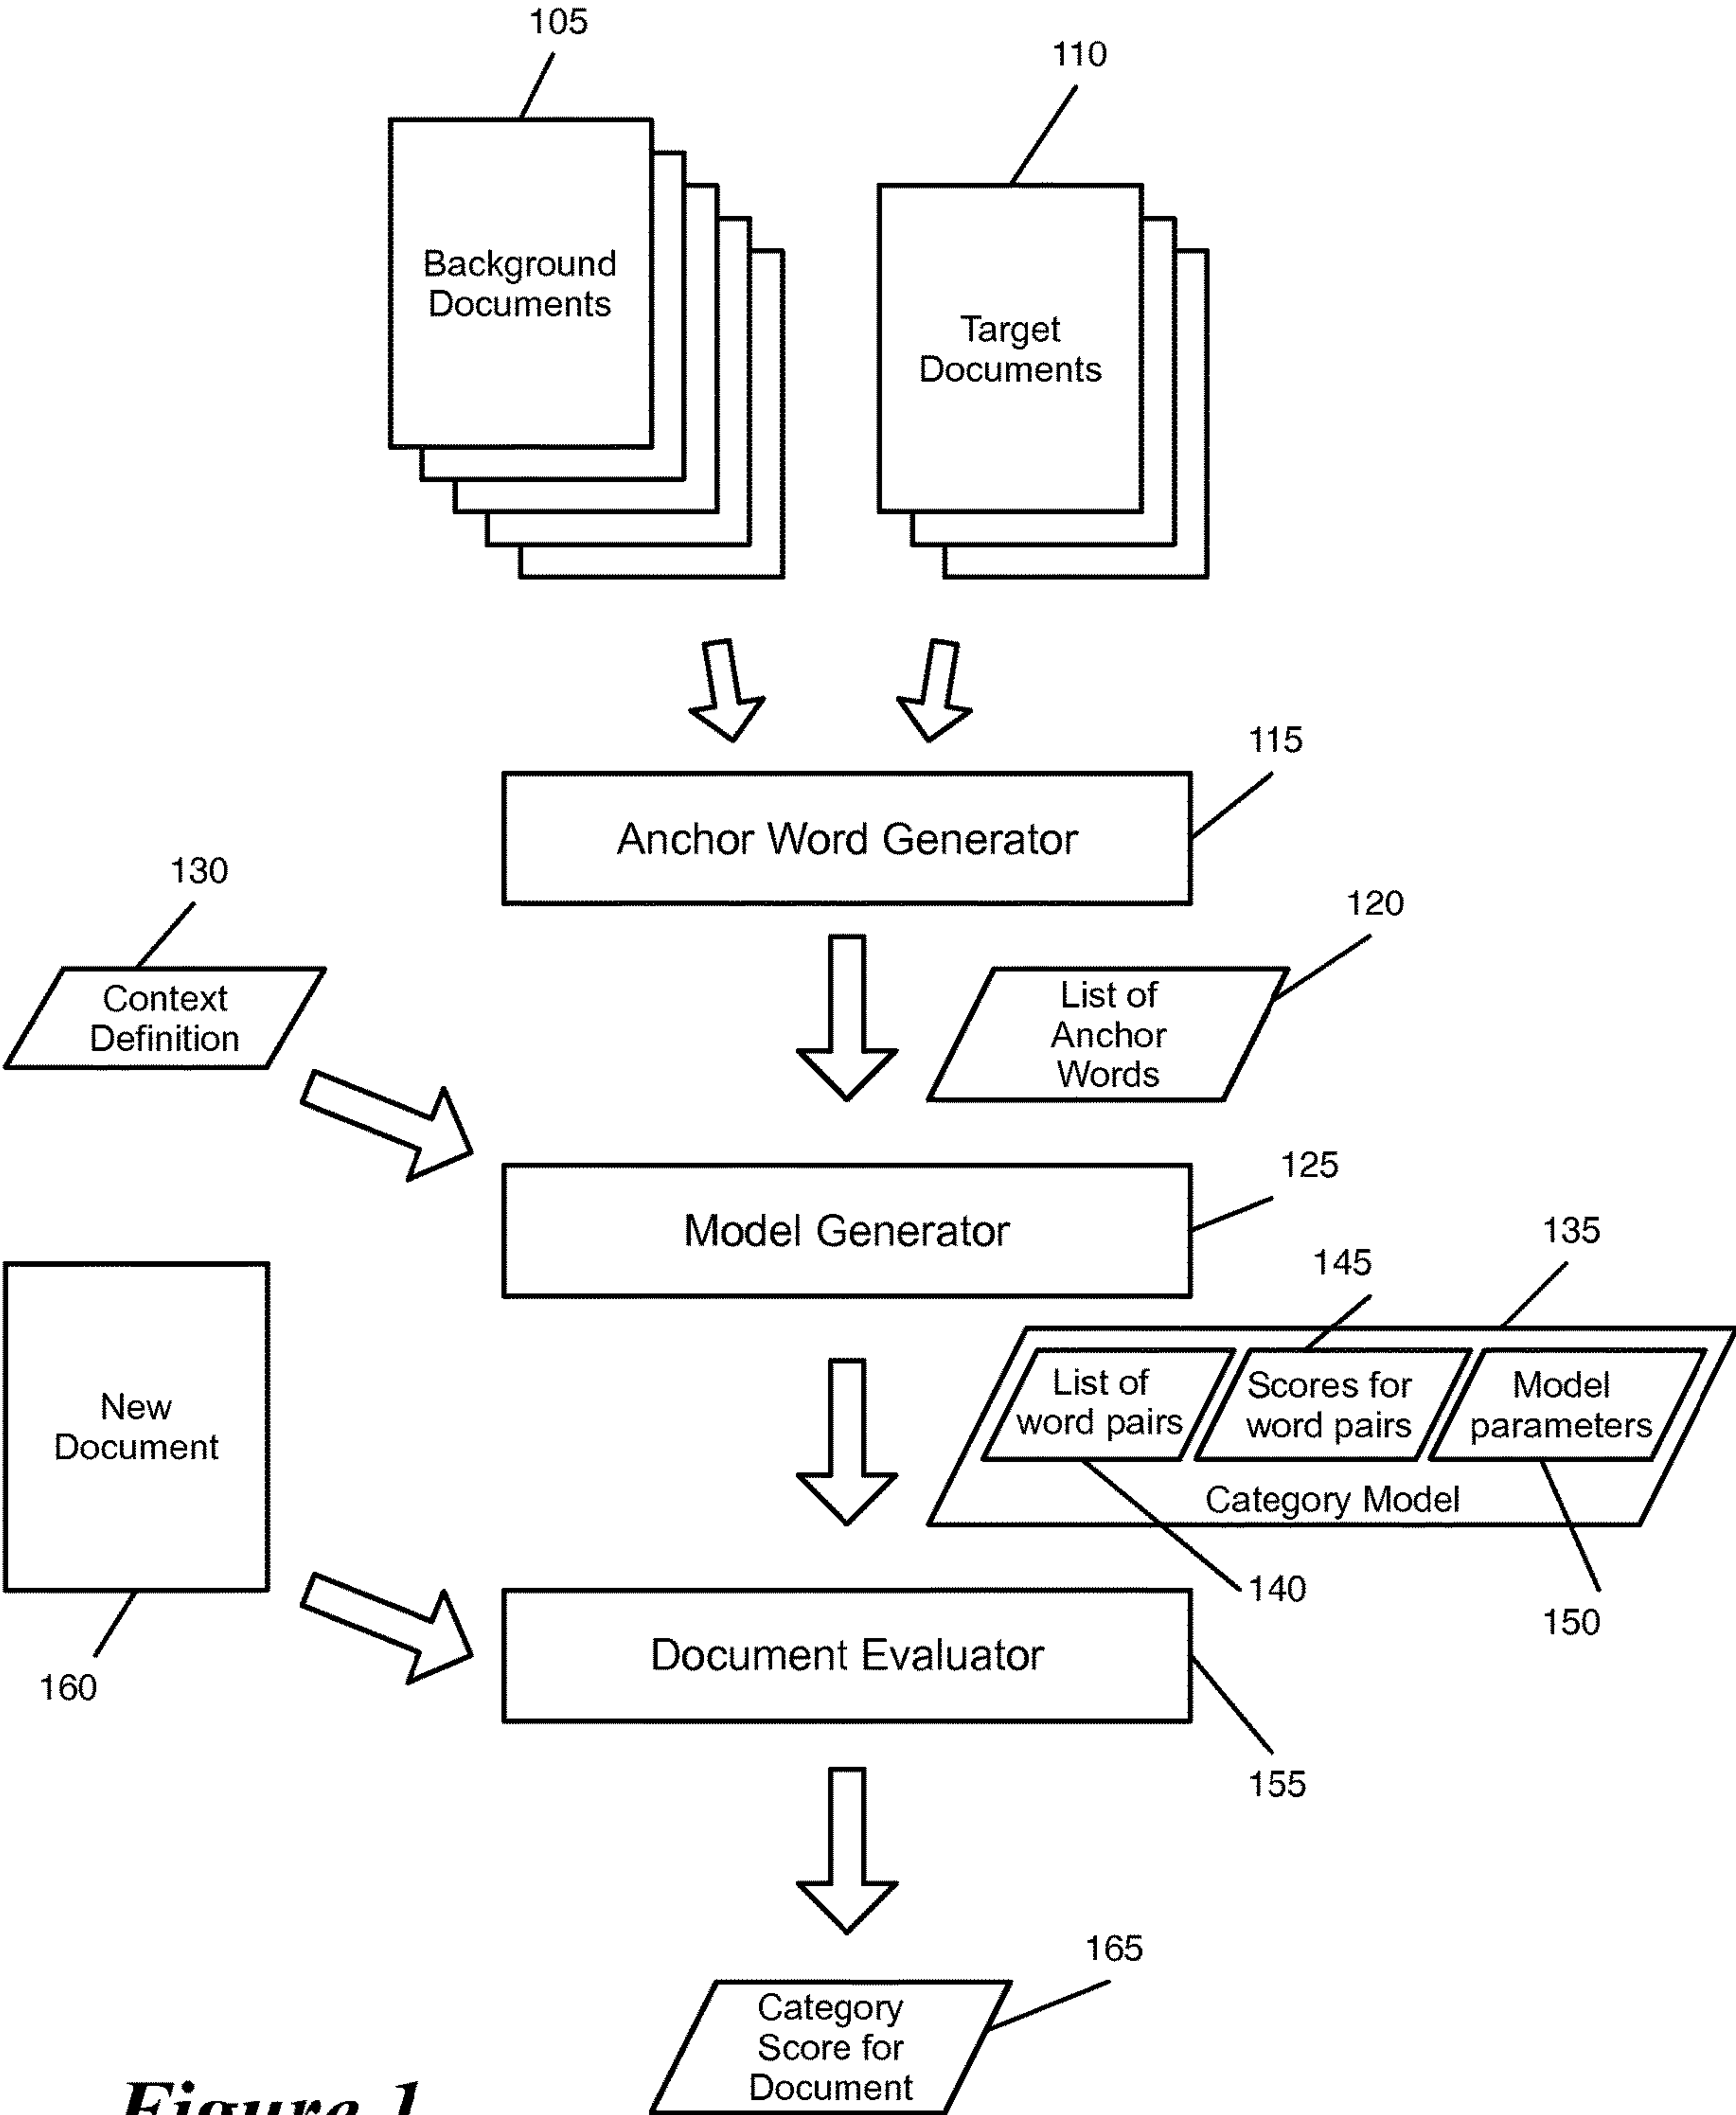 105
110
Background
Documents
Target
Documents
115
Anchor Word Generator
130
120
Context
Definition
List of
Anchor
Words
125
Model Generator
135
145
New
Document
List of
word pairs
Scores for
word pairs
Model
parameters
Category Model
140
150
Document Evaluator
160
155
165
Category
Score for
Document
Figure 1